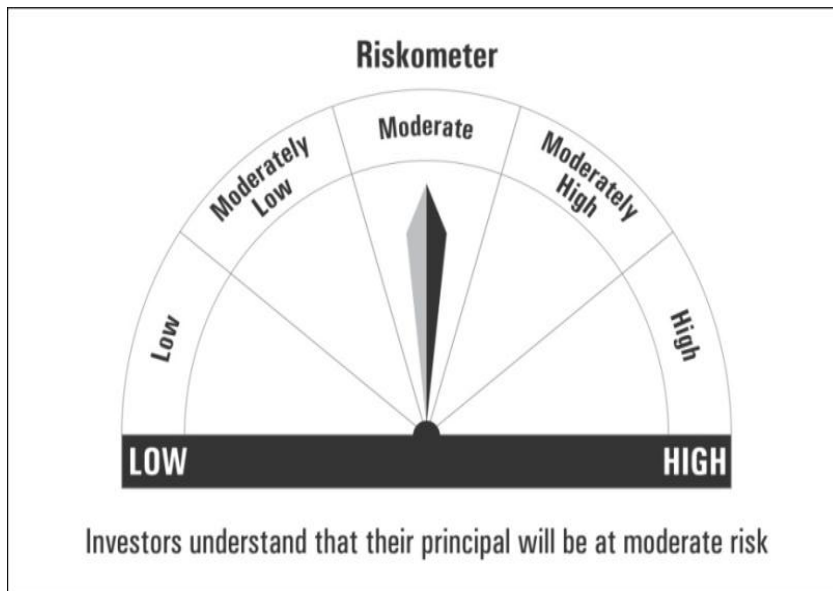 Riskometer
Moderate
Moderately
Low
Moderately
High
Low
High
LOW
HIGH
Investors understand that their principal will be at moderate risk